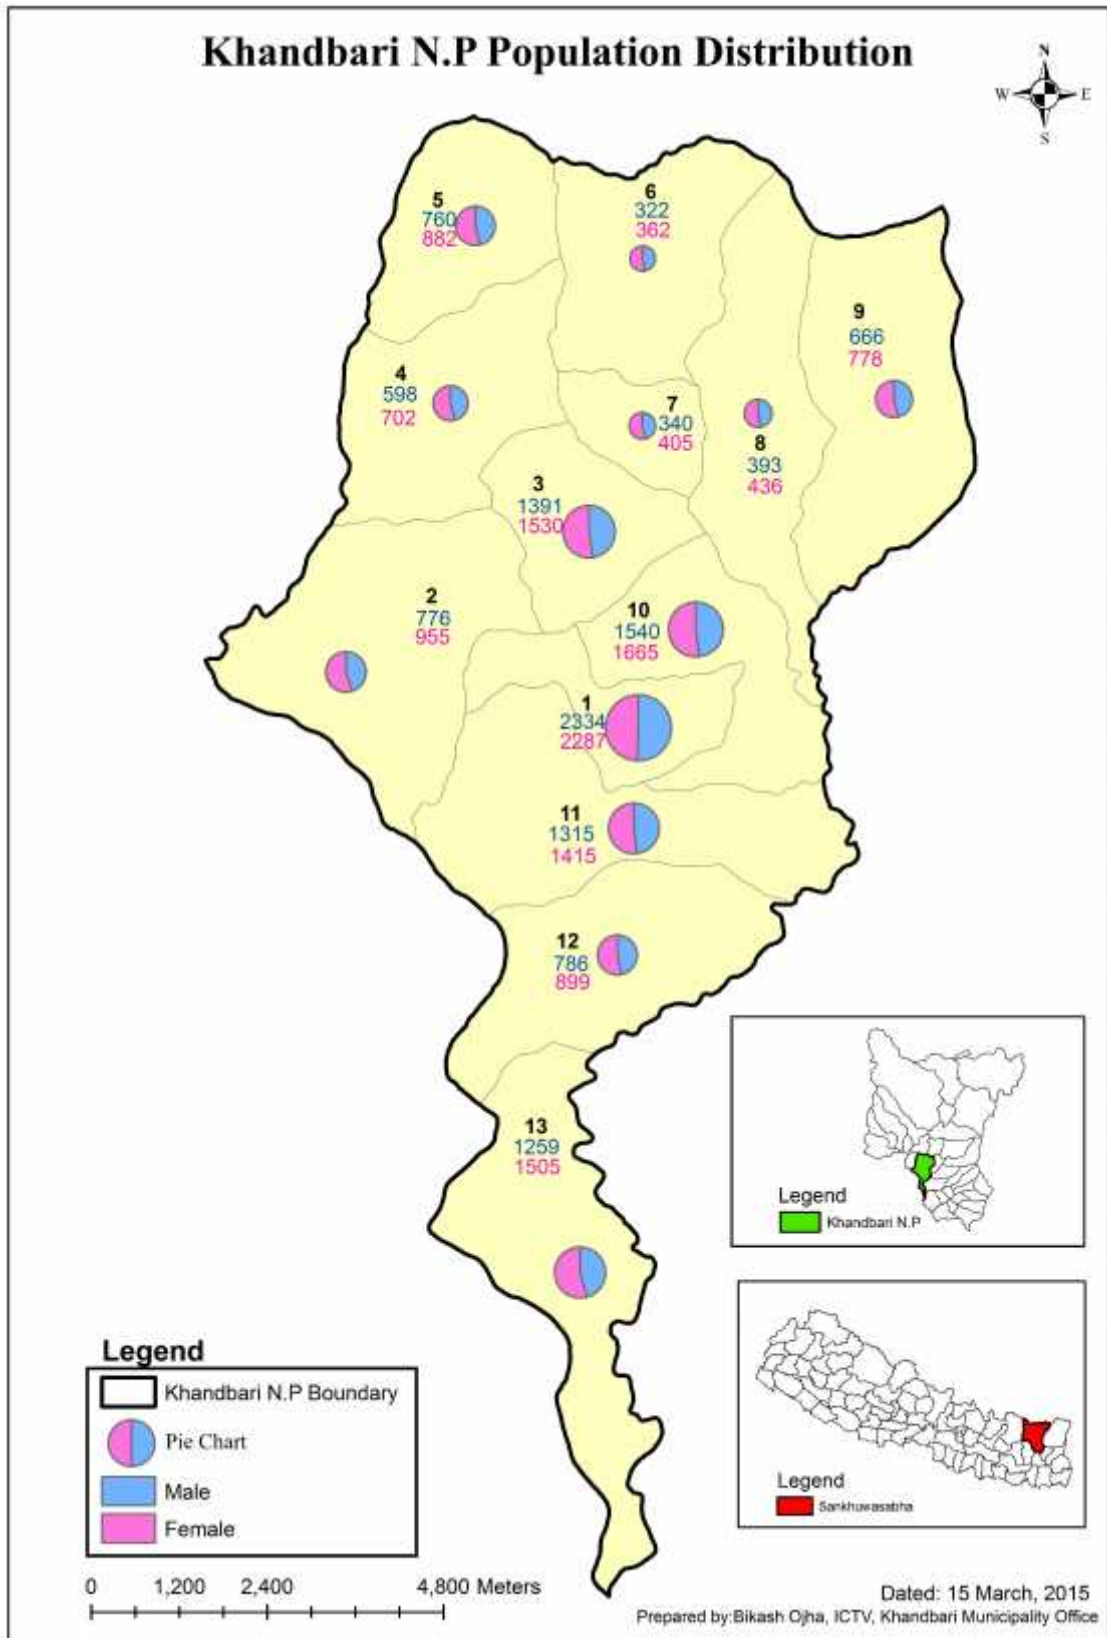 Khandbari N.P Population Distribution
N
W E
S
5
760
882
6
322
362
9
666
778
4
598
702
7
340
405
8
393
436
3
1391
1530
2
776
955
10
1540
1665
1
2334
2287
11
1315
1415
12
786
899
13
1259
1505
Legend
Khandbari N.P
Legend
Sankhuwasabha
Legend
Khandbari N.P Boundary
Pie Chart
Male
Female
0 1,200 2,400 4,800 Meters
Dated: 15 March, 2015
Prepared by:Bikash Ojha, ICTV, Khandbari Municipality Office